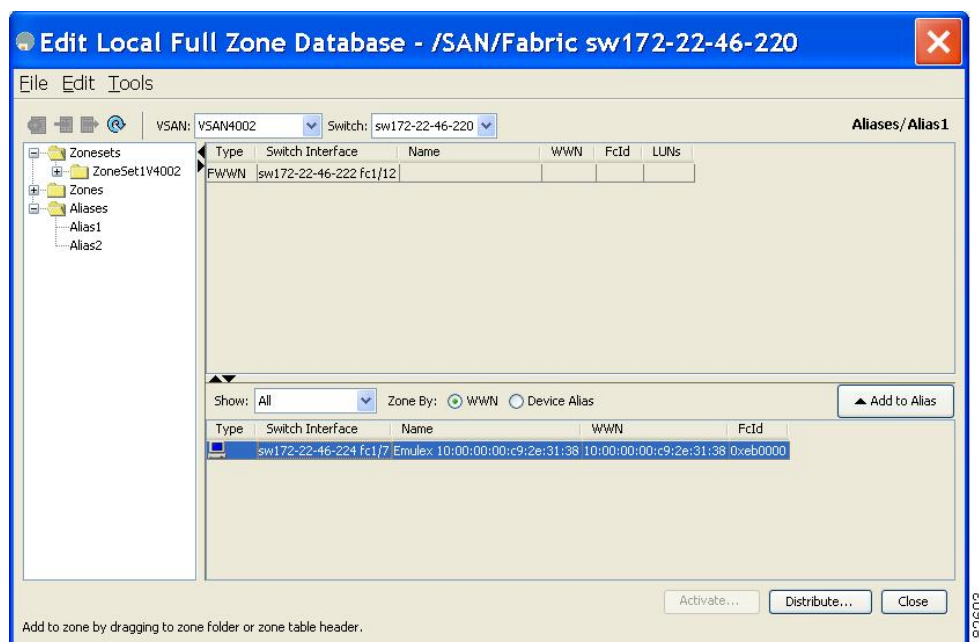 Edit Local Full Zone Database - /SAN/Fabric sw172-22-46-220
File Edit Tools
VSAN: VSAN4002 Switch: sw172-22-46-220 Aliases/Alias1
Zonesets
ZoneSet1V4002
Zones
Aliases
Alias1
Alias2
Type Switch Interface Name WWN FcId LUNs
FWWN sw172-22-46-222 fc1/12
Show: All Zone By: WWN Device Alias Add to Alias
Type Switch Interface Name WWN FcId
sw172-22-46-224 fc1/7 Emulex 10:00:00:00:c9:2e:31:38 10:00:00:00:c9:2e:31:38 0xeb0000
Activate... Distribute... Close
Add to zone by dragging to zone folder or zone table header.